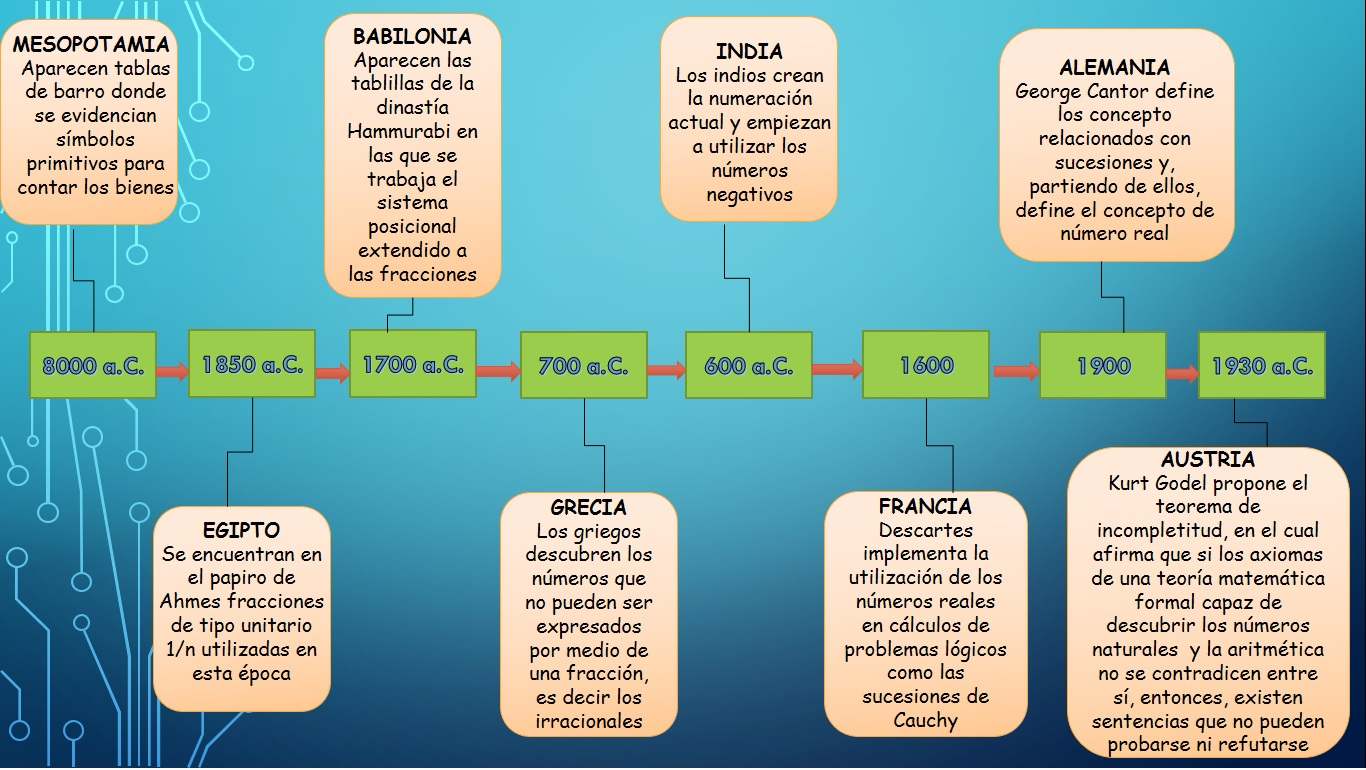 MESOPOTAMIA
Aparecen tablas
de barro donde
se evidencian
símbolos
primitivos para
contar los bienes
BABILONIA
Aparecen las
tablillas de la
dinastía
Hammurabi en
las que se
trabaja el
sistema
posicional
extendido a
las fracciones
INDIA
Los indios crean
la numeración
actual y empiezan
a utilizar los
números
negativos
ALEMANIA
George Cantor define
los concepto
relacionados con
sucesiones y,
partiendo de ellos,
define el concepto de
número real
8000 a.C.
1850 a.C.
1700 a.C.
700 a.C.
600 a.C.
1600
1900
1930 a.C.
EGIPTO
Se encuentran en
el papiro de
Ahmes fracciones
de tipo unitario
1/n utilizadas en
esta época
GRECIA
Los griegos
descubren los
números que
no pueden ser
expresados
por medio de
una fracción,
es decir los
irracionales
FRANCIA
Descartes
implementa la
utilización de los
números reales
en cálculos de
problemas lógicos
como las
sucesiones de
Cauchy
AUSTRIA
Kurt Godel propone el
teorema de
incompletitud, en el cual
afirma que si los axiomas
de una teoría matemática
formal capaz de
descubrir los números
naturales y la aritmética
no se contradicen entre
sí, entonces, existen
sentencias que no pueden
probarse ni refutarse